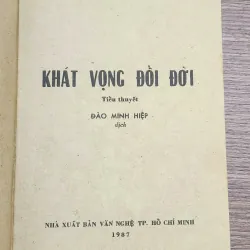 KHÁT VỌNG ĐỔI ĐỜI
Tiểu thuyết
ĐÀO MINH HIỆP
dịch
NHÀ XUẤT BẢN VĂN NGHỆ TP. HỒ CHÍ MINH
1987